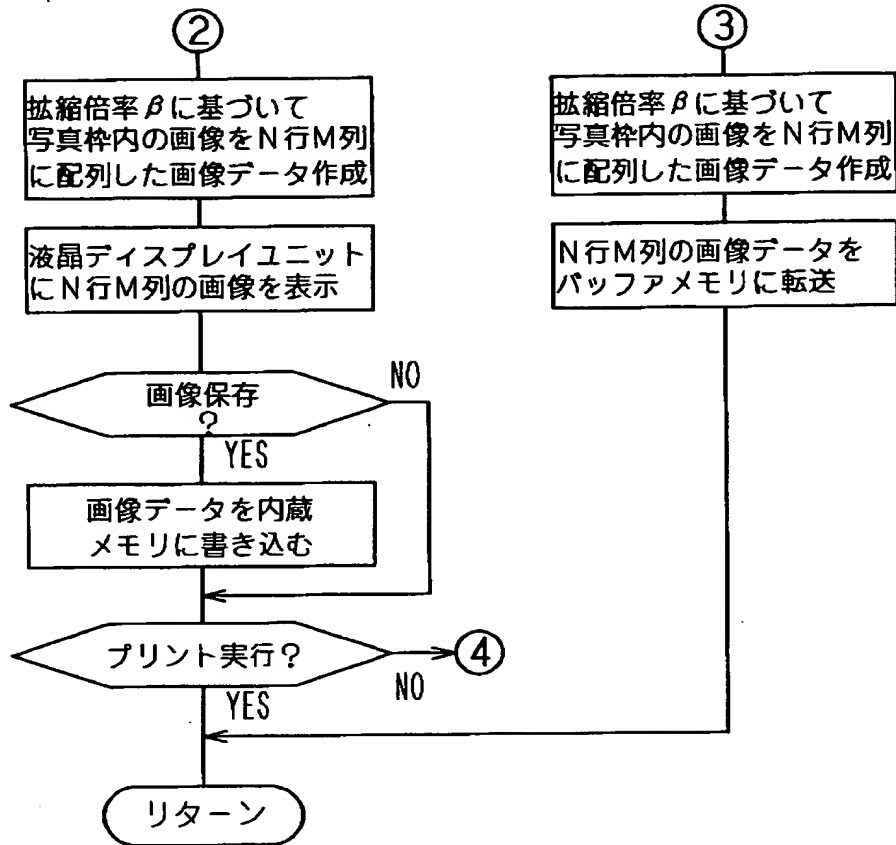 ②
拡縮倍率βに基づいて
写真枠内の画像をN行M列
に配列した画像データ作成
液晶ディスプレイユニット
にN行M列の画像を表示
画像保存
?
NO
YES
画像データを内蔵
メモリに書き込む
プリント実行?
④
NO
YES
リターン
③
拡縮倍率βに基づいて
写真枠内の画像をN行M列
に配列した画像データ作成
N行M列の画像データを
バッファメモリに転送